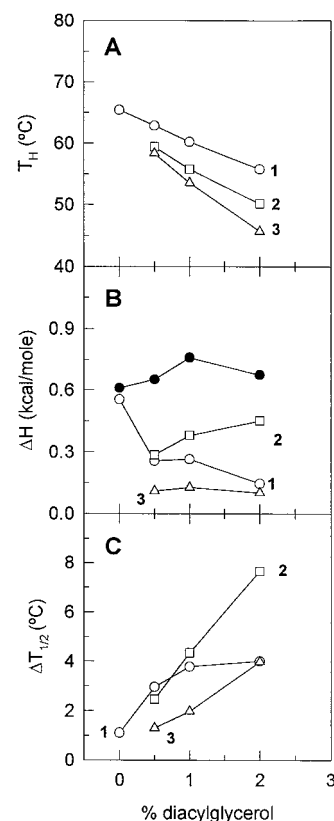 80
A
70
T_H (ºC)
60
1
50
2
3
40
B
0.9
ΔH (kcal/mole)
0.6
2
0.3
1
3
0.0
C
8
2
ΔT_1/2 (ºC)
6
4
2
1
3
0
0 1 2 3
% diacylglycerol